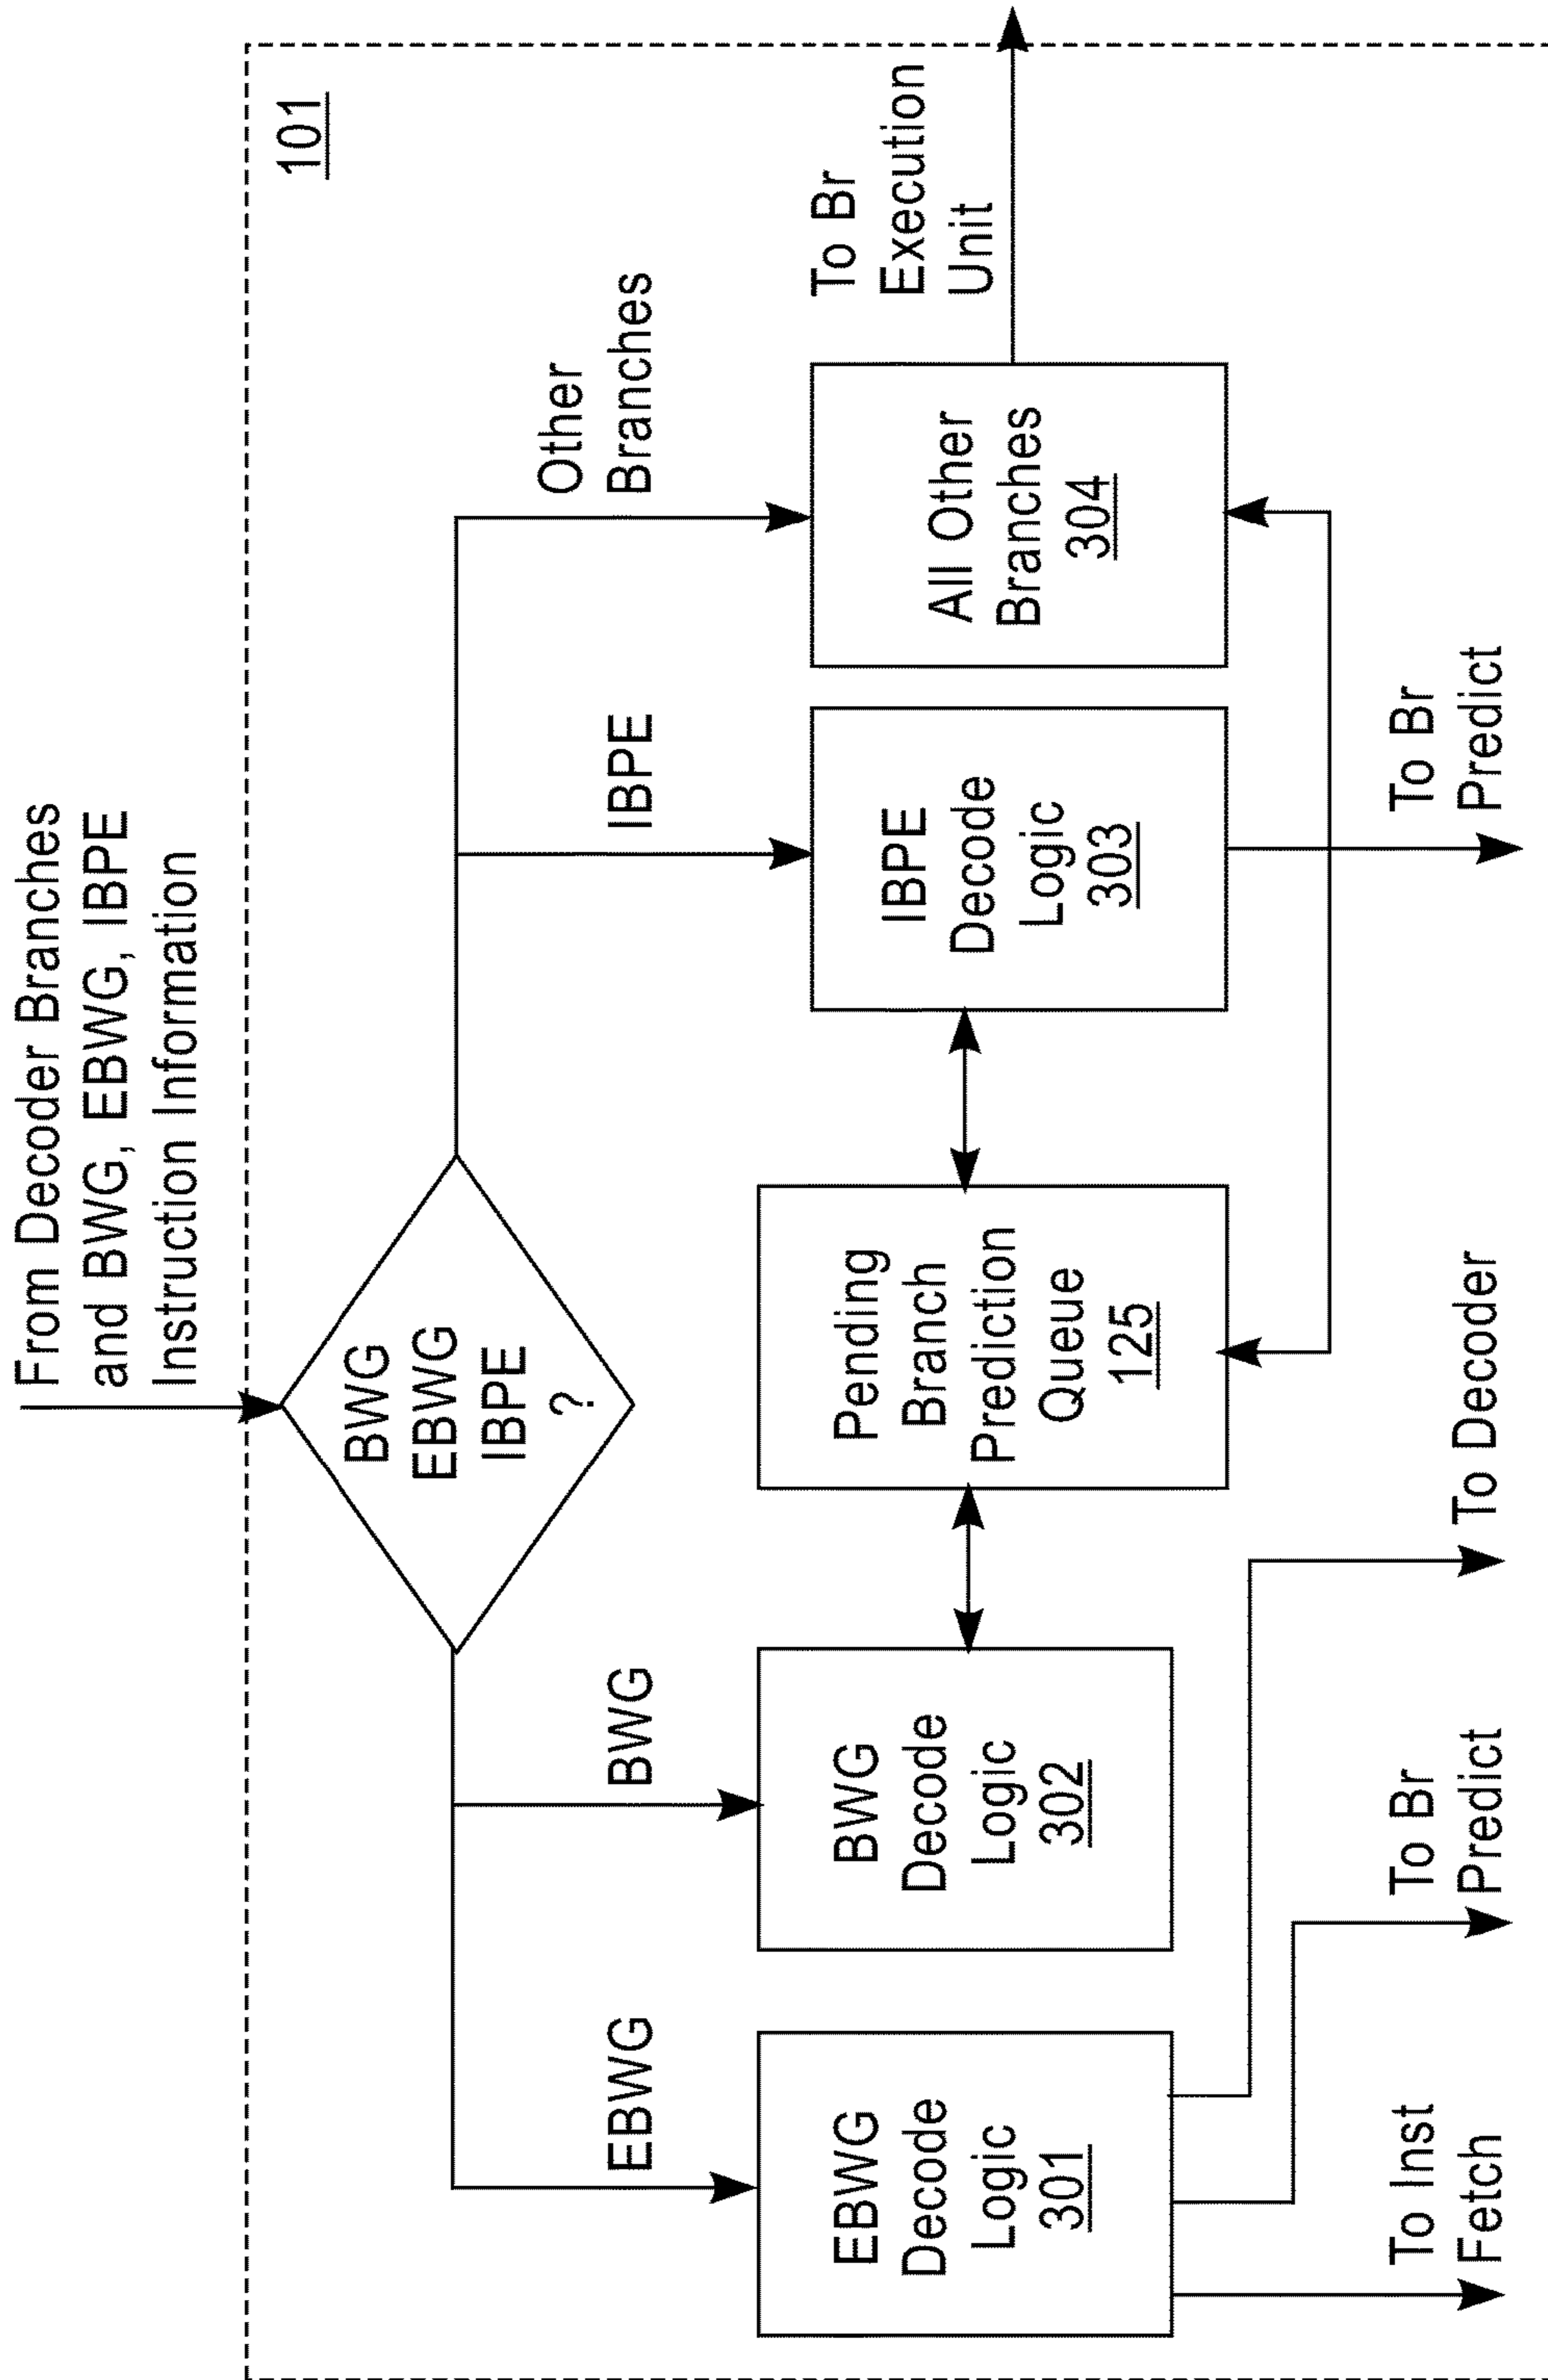 From Decoder Branches
and BWG, EBWG, IBPE
Instruction Information
101
BWG
EBWG
IBPE
?
EBWG
BWG
IBPE
Other
Branches
To Br
Execution
Unit
EBWG
Decode
Logic
301
BWG
Decode
Logic
302
Pending
Branch
Prediction
Queue
125
IBPE
Decode
Logic
303
All Other
Branches
304
To Inst
Fetch
To Br
Predict
To Decoder
To Br
Predict